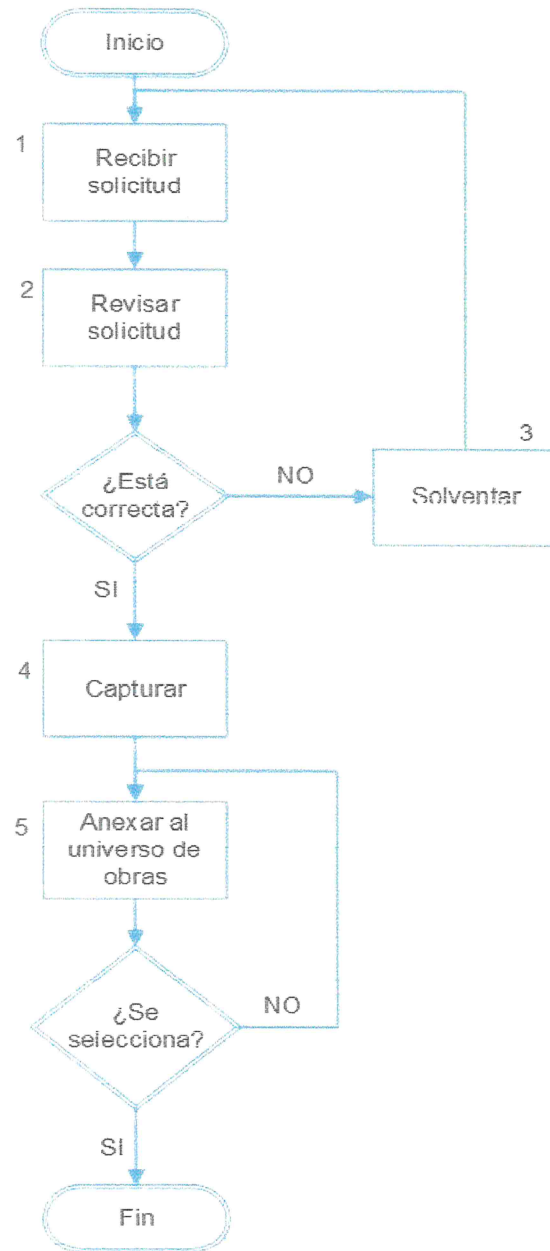 Inicio
1
Recibir
solicitud
2
Revisar
solicitud
3
¿Está
correcta?
NO
Solventar
SI
4
Capturar
5
Anexar al
universo de
obras
¿Se
selecciona?
NO
SI
Fin